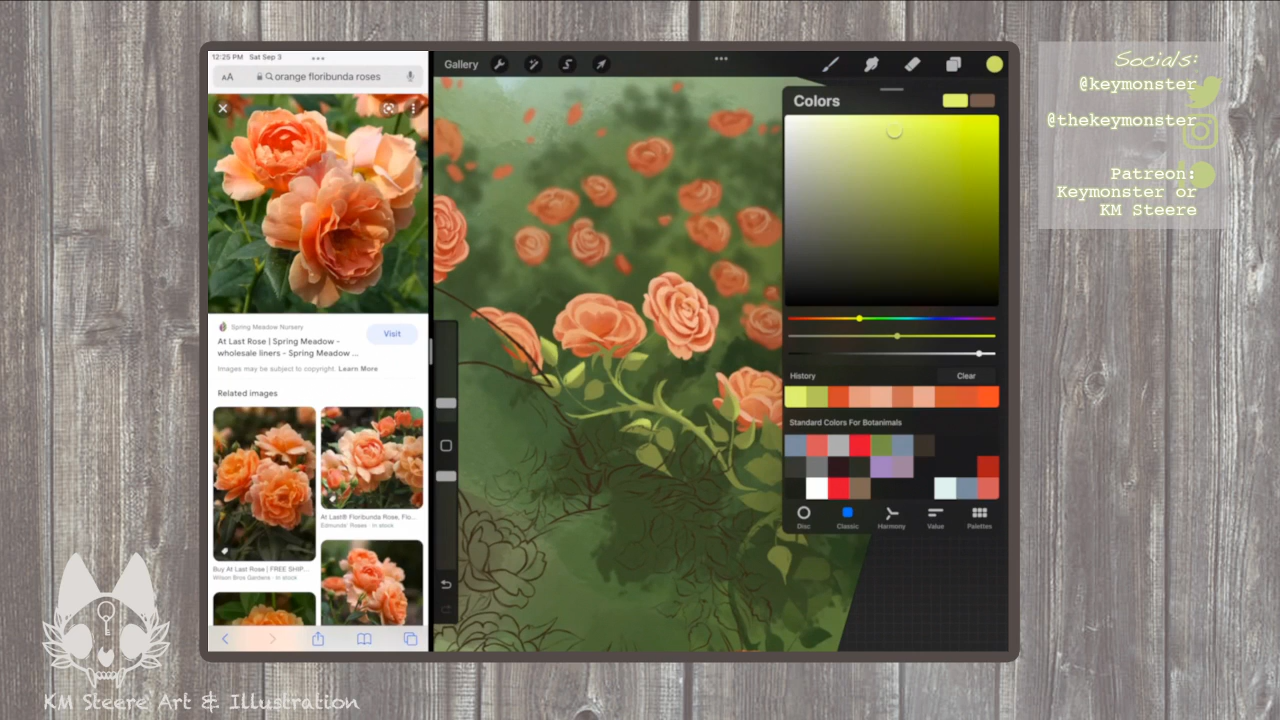 12:25 PM Sat Sep 3
AA orange floribunda roses
Spring Meadow Nursery
At Last Rose | Spring Meadow -
wholesale liners - Spring Meadow ...
Visit
Images may be subject to copyright. Learn More
Related images
Buy At Last Rose | FREE SHIP...
Wilson Bros Gardens · In stock
At Last® Floribunda Rose, Flo...
Edmunds' Roses · In stock
Gallery
Colors
History
Clear
Standard Colors For Botanimals
Disc
Classic
Harmony
Value
Palettes
Socials:
@keymonster
@thekeymonster
Patreon:
Keymonster or
KM Steere
KM Steere Art & Illustration